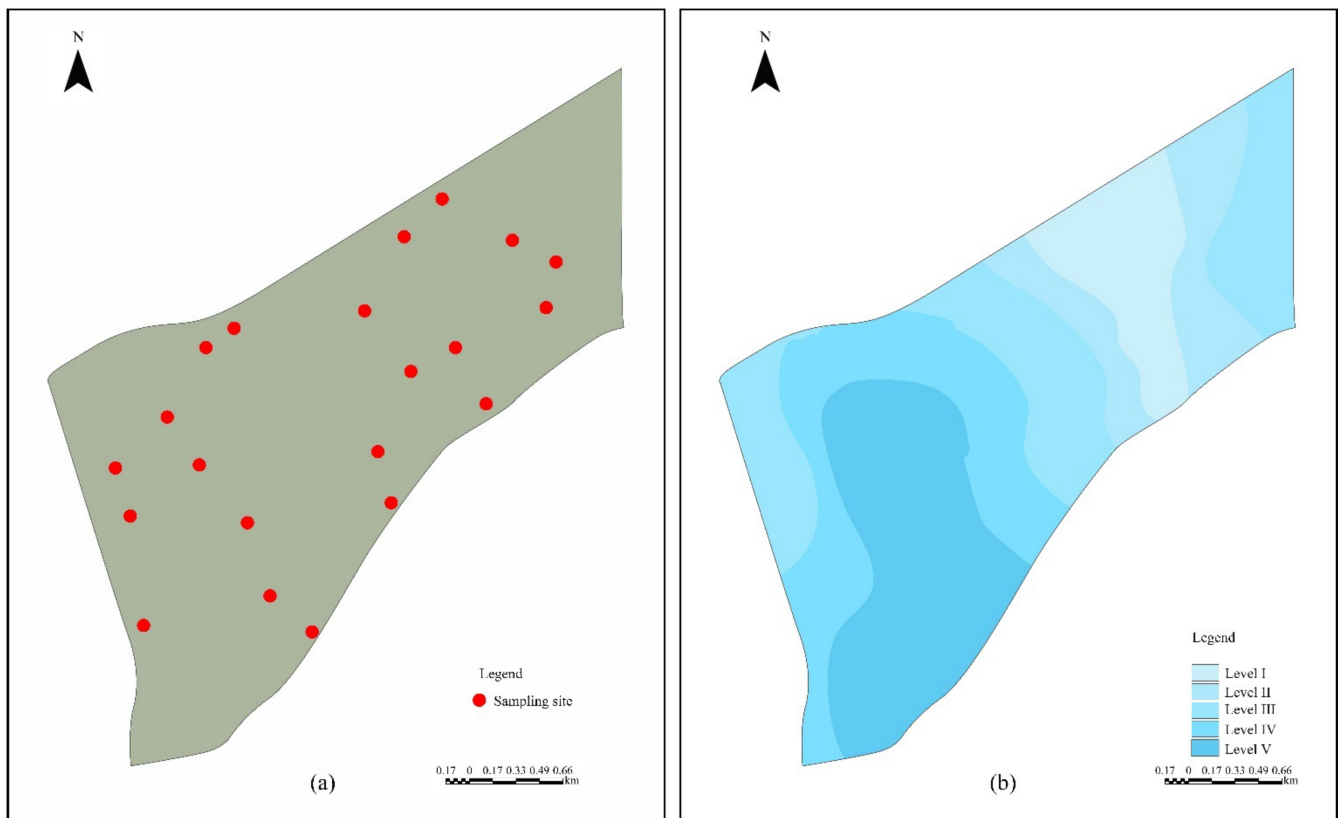 N
Legend
Sampling site
0.17 0 0.17 0.33 0.49 0.66
km
(a)
N
Legend
Level I
Level II
Level III
Level IV
Level V
0.17 0 0.17 0.33 0.49 0.66
km
(b)